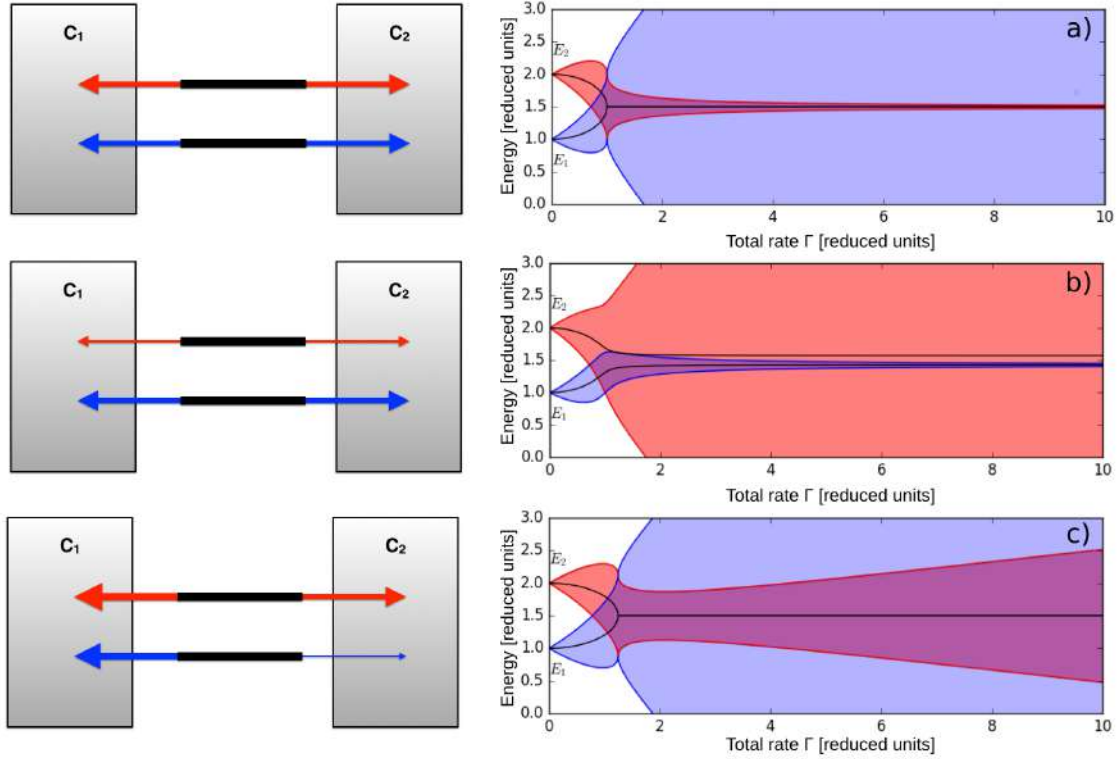 C₁
C₂
a)
Energy [reduced units]
3.0
2.5
2.0
1.5
1.0
0.5
0.0
E₂
E₁
0 2 4 6 8 10
Total rate Γ [reduced units]
C₁
C₂
b)
Energy [reduced units]
3.0
2.5
2.0
1.5
1.0
0.5
0.0
E₂
E₁
0 2 4 6 8 10
Total rate Γ [reduced units]
C₁
C₂
c)
Energy [reduced units]
3.0
2.5
2.0
1.5
1.0
0.5
0.0
E₂
E₁
0 2 4 6 8 10
Total rate Γ [reduced units]